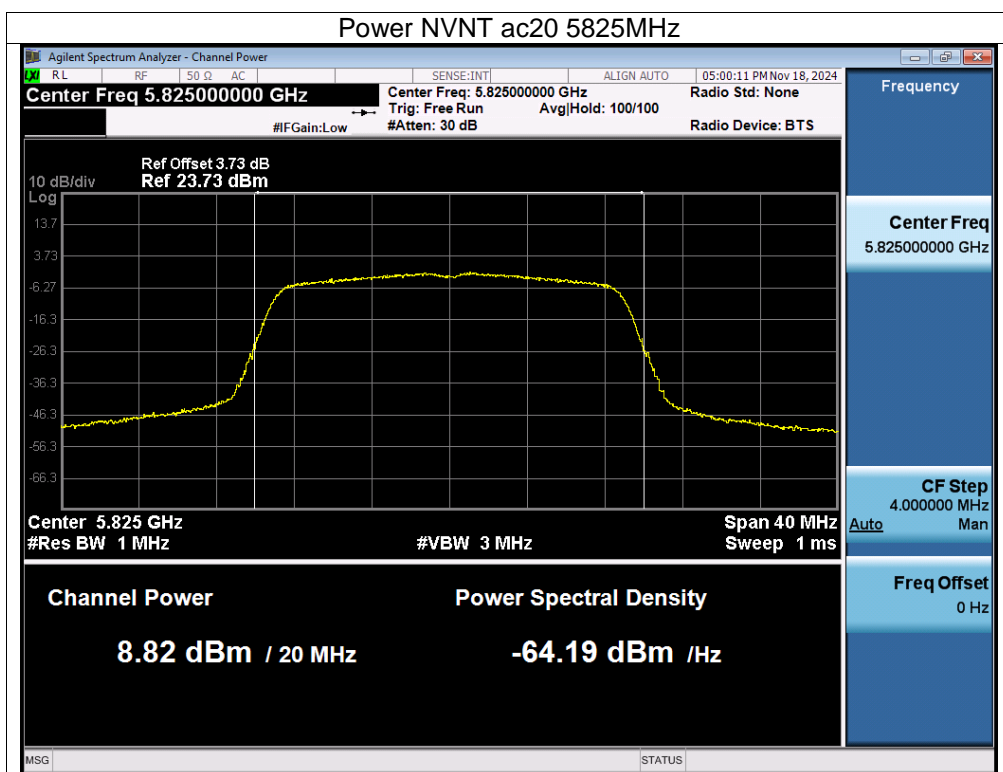 Power NVNT ac20 5825MHz
Agilent Spectrum Analyzer - Channel Power
LXI RL RF 50 Ω AC SENSE:INT ALIGN AUTO 05:00:11 PM Nov 18, 2024
Center Freq 5.825000000 GHz
Center Freq: 5.825000000 GHz Radio Std: None
Trig: Free Run Avg|Hold: 100/100
#IFGain:Low #Atten: 30 dB Radio Device: BTS
Ref Offset 3.73 dB
10 dB/div Ref 23.73 dBm
Log
13.7
3.73
-6.27
-16.3
-26.3
-36.3
-46.3
-56.3
-66.3
Center 5.825 GHz Span 40 MHz
#Res BW 1 MHz #VBW 3 MHz Sweep 1 ms
Channel Power Power Spectral Density
8.82 dBm / 20 MHz -64.19 dBm /Hz
Frequency
Center Freq
5.825000000 GHz
CF Step
4.000000 MHz
Auto Man
Freq Offset
0 Hz
MSG STATUS